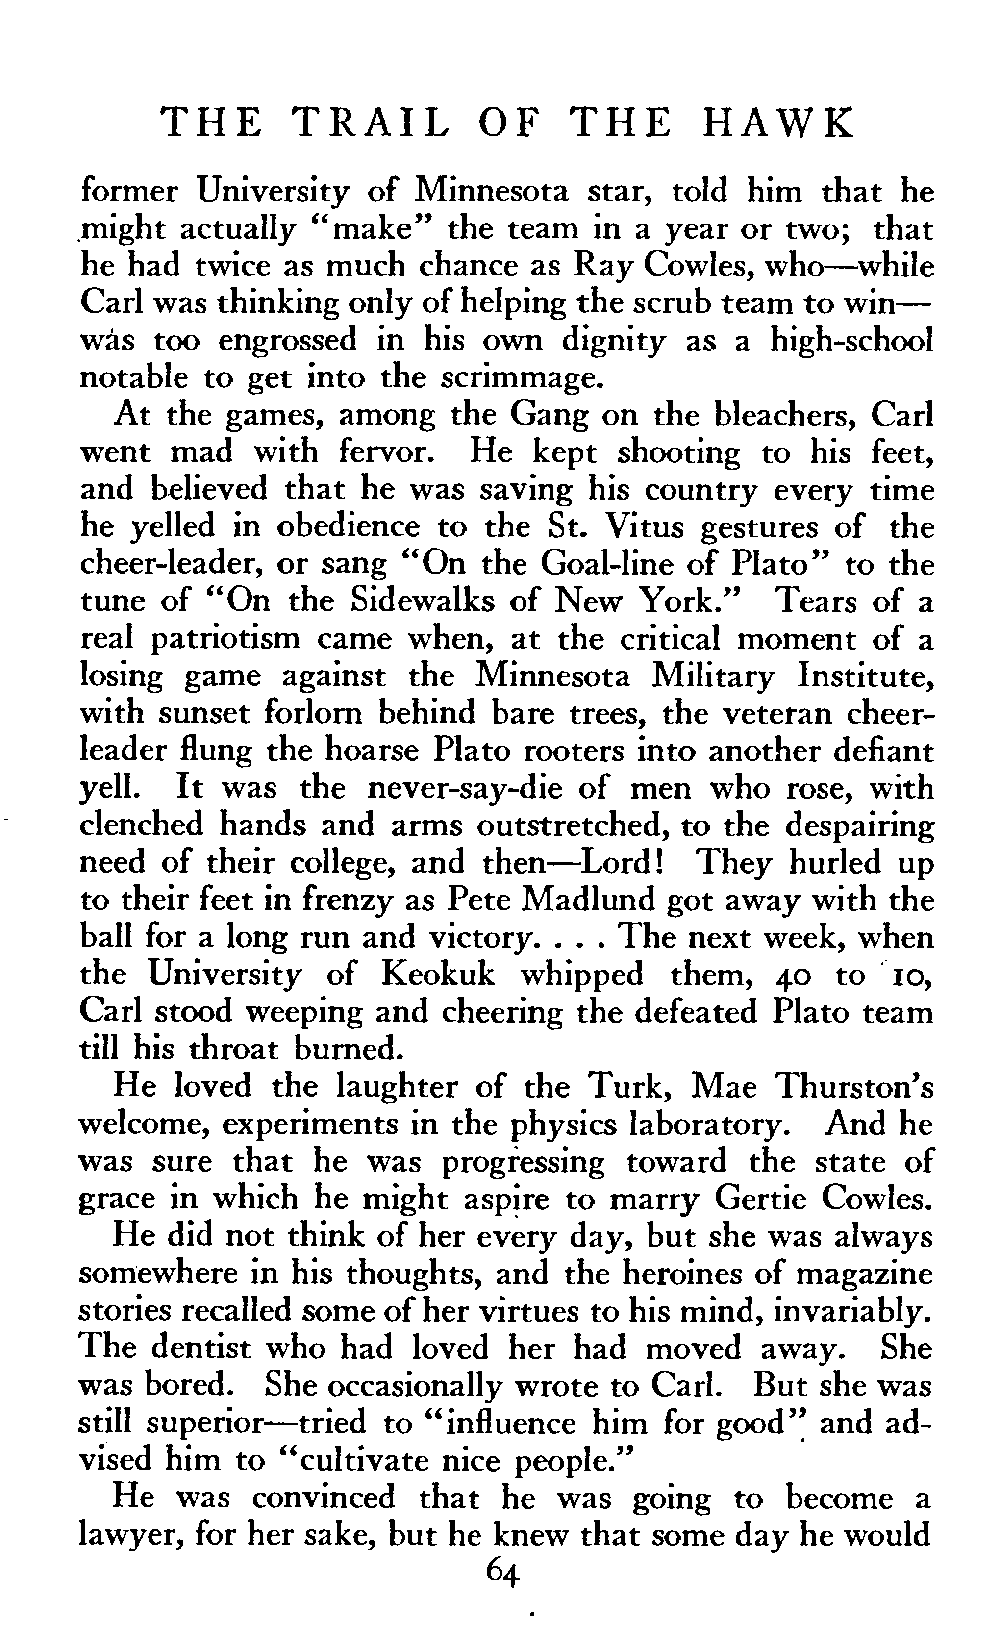 THE TRAIL OF THE HAWK
former University of Minnesota star, told him that he
might actually “make” the team in a year or two; that
he had twice as much chance as Ray Cowles, who—while
Carl was thinking only of helping the scrub team to win—
was too engrossed in his own dignity as a high-school
notable to get into the scrimmage.
At the games, among the Gang on the bleachers, Carl
went mad with fervor. He kept shooting to his feet,
and believed that he was saving his country every time
he yelled in obedience to the St. Vitus gestures of the
cheer-leader, or sang “On the Goal-line of Plato” to the
tune of “On the Sidewalks of New York.” Tears of a
real patriotism came when, at the critical moment of a
losing game against the Minnesota Military Institute,
with sunset forlorn behind bare trees, the veteran cheer-
leader flung the hoarse Plato rooters into another defiant
yell. It was the never-say-die of men who rose, with
clenched hands and arms outstretched, to the despairing
need of their college, and then—Lord! They hurled up
to their feet in frenzy as Pete Madlund got away with the
ball for a long run and victory. . . . The next week, when
the University of Keokuk whipped them, 40 to 10,
Carl stood weeping and cheering the defeated Plato team
till his throat burned.
He loved the laughter of the Turk, Mae Thurston’s
welcome, experiments in the physics laboratory. And he
was sure that he was progressing toward the state of
grace in which he might aspire to marry Gertie Cowles.
He did not think of her every day, but she was always
somewhere in his thoughts, and the heroines of magazine
stories recalled some of her virtues to his mind, invariably.
The dentist who had loved her had moved away. She
was bored. She occasionally wrote to Carl. But she was
still superior—tried to “influence him for good” and ad-
vised him to “cultivate nice people.”
He was convinced that he was going to become a
lawyer, for her sake, but he knew that some day he would
64